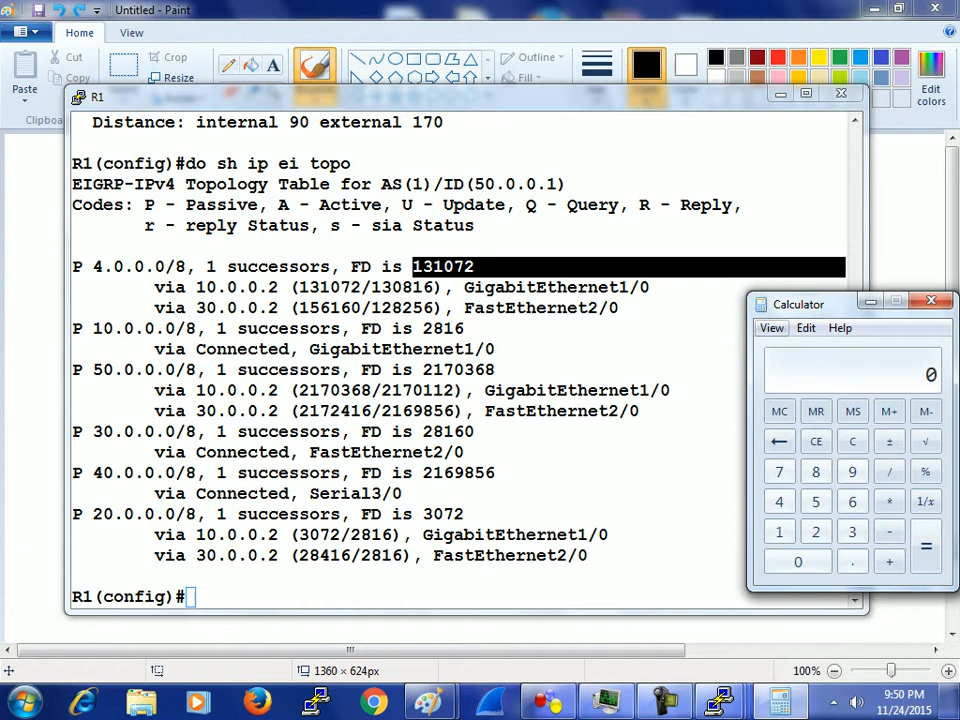 Untitled - Paint
Home
View
Cut
Copy
Paste
Clipboa
Crop
Resize
Outline
Fill
Edit
colors
R1
Distance: internal 90 external 170
R1(config)#do sh ip ei topo
EIGRP-IPv4 Topology Table for AS(1)/ID(50.0.0.1)
Codes: P - Passive, A - Active, U - Update, Q - Query, R - Reply,
r - reply Status, s - sia Status
P 4.0.0.0/8, 1 successors, FD is 131072
via 10.0.0.2 (131072/130816), GigabitEthernet1/0
via 30.0.0.2 (156160/128256), FastEthernet2/0
P 10.0.0.0/8, 1 successors, FD is 2816
via Connected, GigabitEthernet1/0
P 50.0.0.0/8, 1 successors, FD is 2170368
via 10.0.0.2 (2170368/2170112), GigabitEthernet1/0
via 30.0.0.2 (2172416/2169856), FastEthernet2/0
P 30.0.0.0/8, 1 successors, FD is 28160
via Connected, FastEthernet2/0
P 40.0.0.0/8, 1 successors, FD is 2169856
via Connected, Serial3/0
P 20.0.0.0/8, 1 successors, FD is 3072
via 10.0.0.2 (3072/2816), GigabitEthernet1/0
via 30.0.0.2 (28416/2816), FastEthernet2/0
R1(config)#
Calculator
View Edit Help
0
MC MR MS M+ M-
← CE C ± √
7 8 9 / %
4 5 6 * 1/x
1 2 3 - =
0 . +
1360 × 624px
100%
9:50 PM
11/24/2015